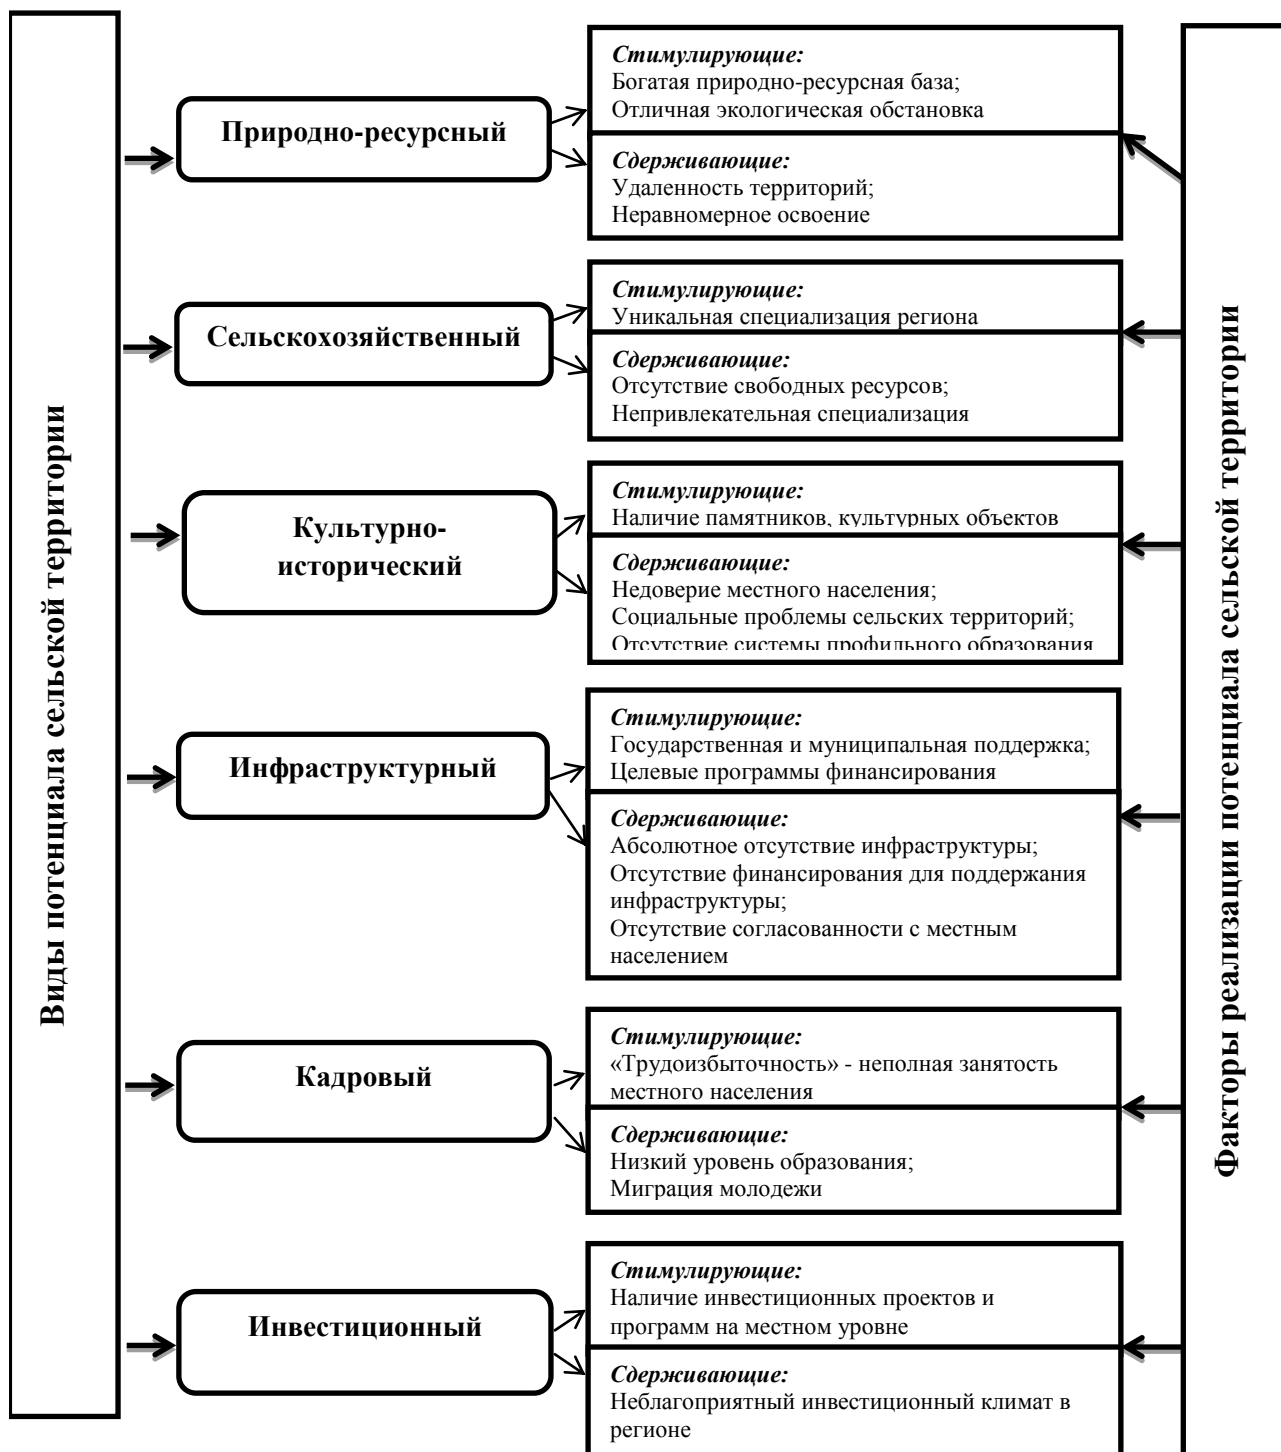 Виды потенциала сельской территории
Природно-ресурсный
Стимулирующие:
Богатая природно-ресурсная база;
Отличная экологическая обстановка
Сдерживающие:
Удаленность территорий;
Неравномерное освоение
Сельскохозяйственный
Стимулирующие:
Уникальная специализация региона
Сдерживающие:
Отсутствие свободных ресурсов;
Непривлекательная специализация
Культурно-
исторический
Стимулирующие:
Наличие памятников, культурных объектов
Сдерживающие:
Недоверие местного населения;
Социальные проблемы сельских территорий;
Отсутствие системы профильного образования
Инфраструктурный
Стимулирующие:
Государственная и муниципальная поддержка;
Целевые программы финансирования
Сдерживающие:
Абсолютное отсутствие инфраструктуры;
Отсутствие финансирования для поддержания
инфраструктуры;
Отсутствие согласованности с местным
населением
Кадровый
Стимулирующие:
«Трудоизбыточность» - неполная занятость
местного населения
Сдерживающие:
Низкий уровень образования;
Миграция молодежи
Инвестиционный
Стимулирующие:
Наличие инвестиционных проектов и
программ на местном уровне
Сдерживающие:
Неблагоприятный инвестиционный климат в
регионе
Факторы реализации потенциала сельской территории